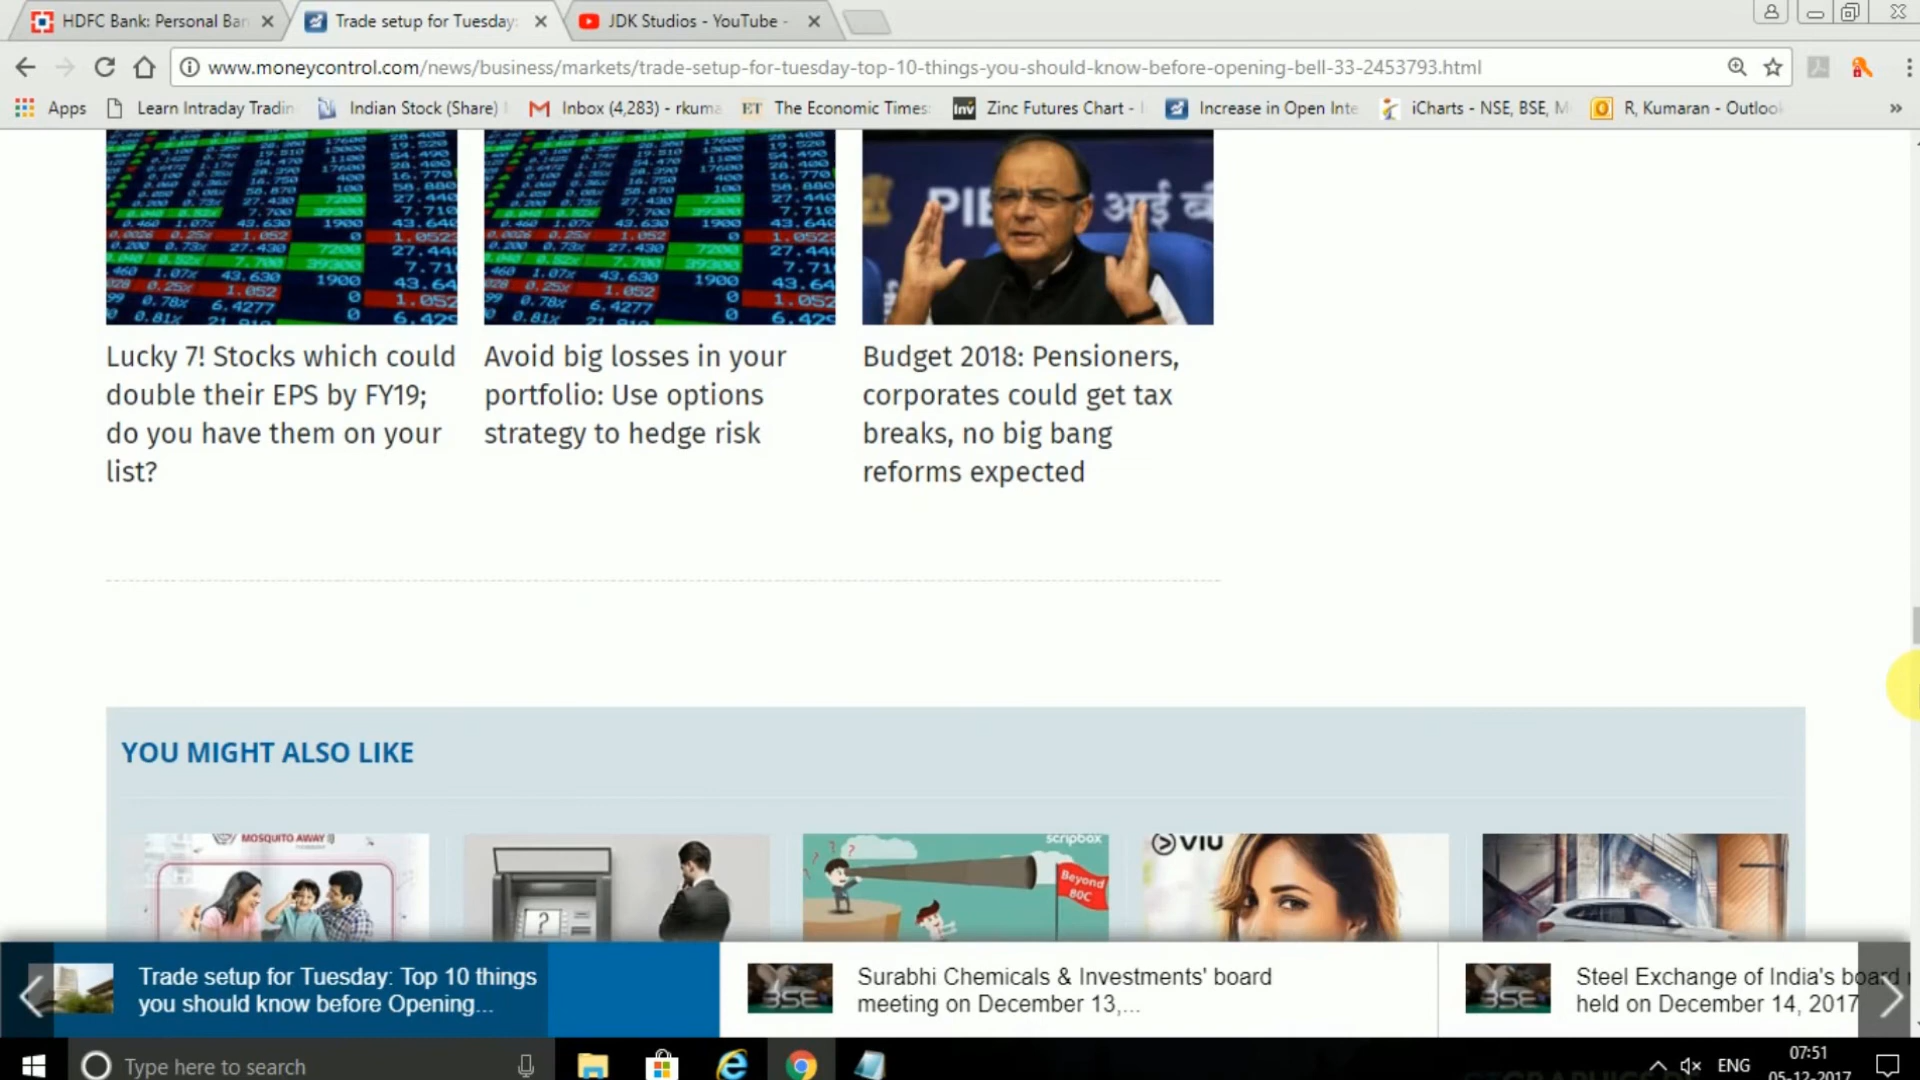 HDFC Bank: Personal Ban
Trade setup for Tuesday:
JDK Studios - YouTube -
www.moneycontrol.com/news/business/markets/trade-setup-for-tuesday-top-10-things-you-should-know-before-opening-bell-33-2453793.html
Apps
Learn Intraday Tradin
Indian Stock (Share)
Inbox (4,283) - rkuma
ET The Economic Times:
Inv Zinc Futures Chart -
Increase in Open Inte
iCharts - NSE, BSE, M
R, Kumaran - Outlook
PIB आई
Lucky 7! Stocks which could
double their EPS by FY19;
do you have them on your
list?
Avoid big losses in your
portfolio: Use options
strategy to hedge risk
Budget 2018: Pensioners,
corporates could get tax
breaks, no big bang
reforms expected
YOU MIGHT ALSO LIKE
MOSQUITO AWAY
?
? ? ?
scripbox
Beyond
80C
VIU
Trade setup for Tuesday: Top 10 things
you should know before Opening...
BSE
Surabhi Chemicals & Investments' board
meeting on December 13,...
BSE
Steel Exchange of India's board
held on December 14, 2017
Type here to search
ENG
07:51
05-12-2017